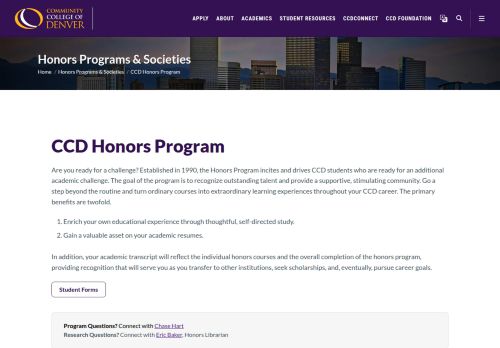 COMMUNITY
COLLEGE OF
DENVER
APPLY ABOUT ACADEMICS STUDENT RESOURCES CCDCONNECT CCD FOUNDATION
Honors Programs & Societies
Home / Honors Programs & Societies / CCD Honors Program
CCD Honors Program
Are you ready for a challenge? Established in 1990, the Honors Program incites and drives CCD students who are ready for an additional
academic challenge. The goal of the program is to recognize outstanding talent and provide a supportive, stimulating community. Go a
step beyond the routine and turn ordinary courses into extraordinary learning experiences throughout your CCD career. The primary
benefits are twofold.
1. Enrich your own educational experience through thoughtful, self-directed study.
2. Gain a valuable asset on your academic resumes.
In addition, your academic transcript will reflect the individual honors courses and the overall completion of the honors program,
providing recognition that will serve you as you transfer to other institutions, seek scholarships, and, eventually, pursue career goals.
Student Forms
Program Questions? Connect with Chase Hart
Research Questions? Connect with Eric Baker, Honors Librarian